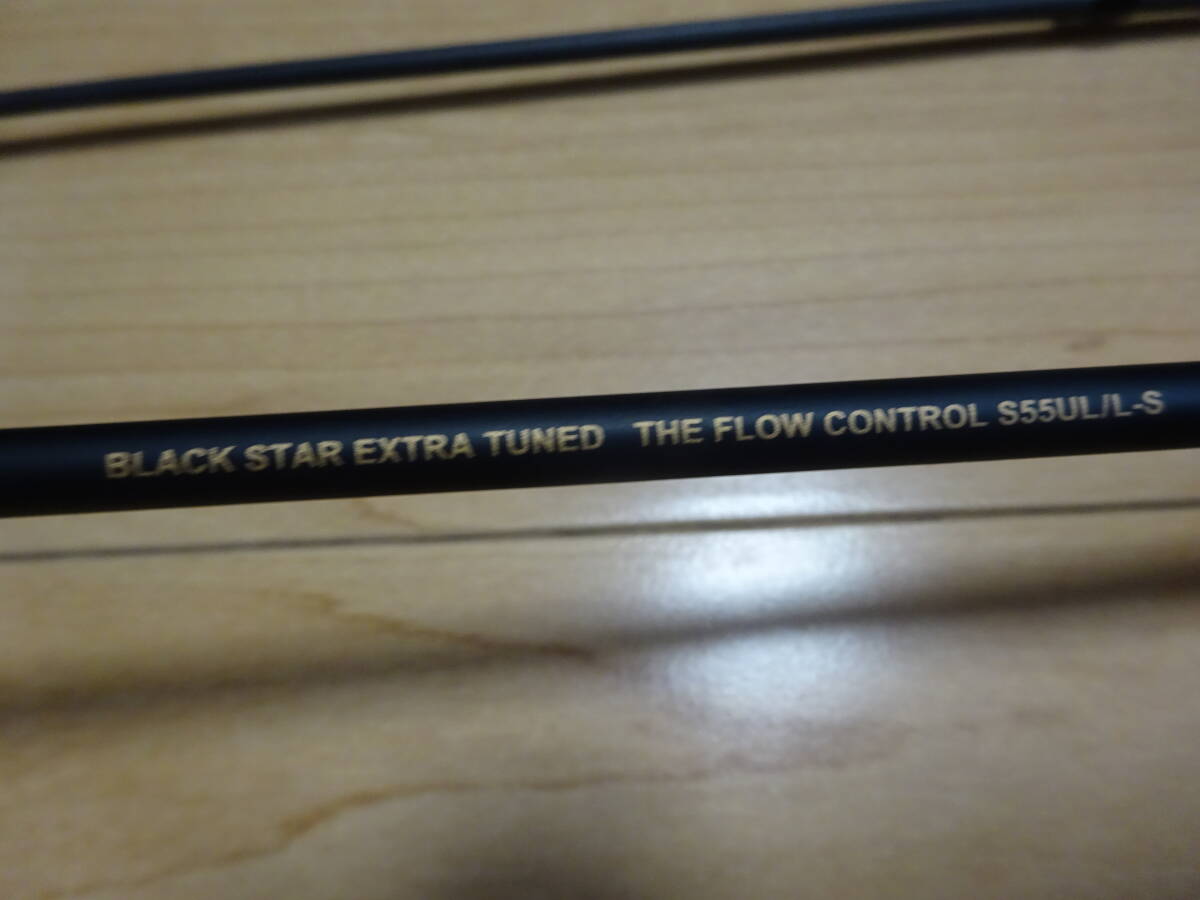 BLACK STAR EXTRA TUNED THE FLOW CONTROL S55UL/L-S